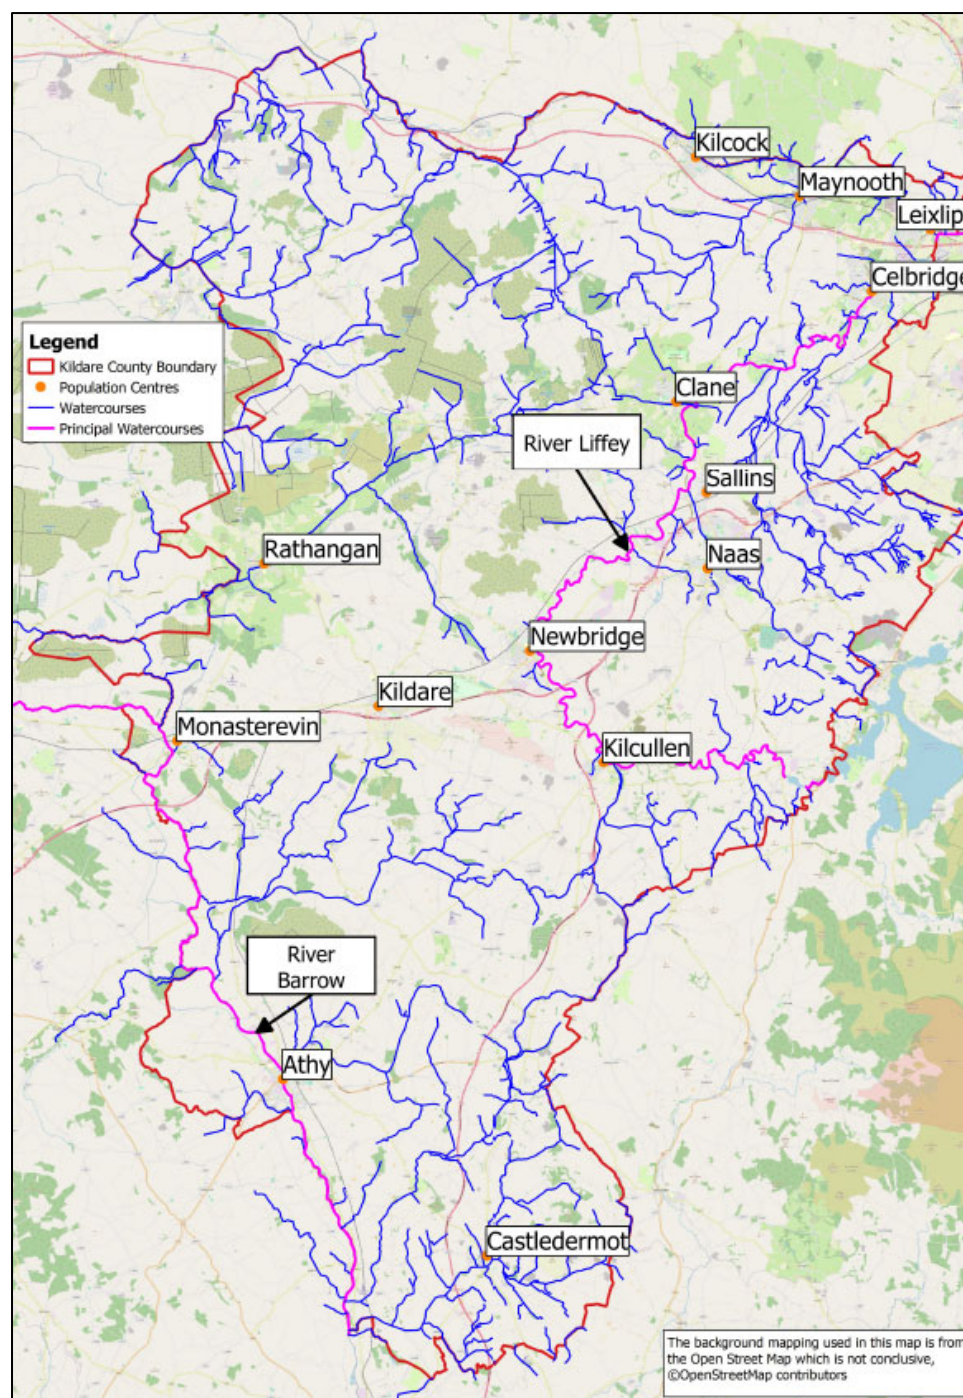 Kilcock
Maynooth
Leixlip
Celbridge
Legend
Kildare County Boundary
Population Centres
Watercourses
Principal Watercourses
Clane
River Liffey
Sallins
Rathangan
Naas
Newbridge
Kildare
Monasterevin
Kilcullen
River
Barrow
Athy
Castledermot
The background mapping used in this map is from
the Open Street Map which is not conclusive,
©OpenStreetMap contributors